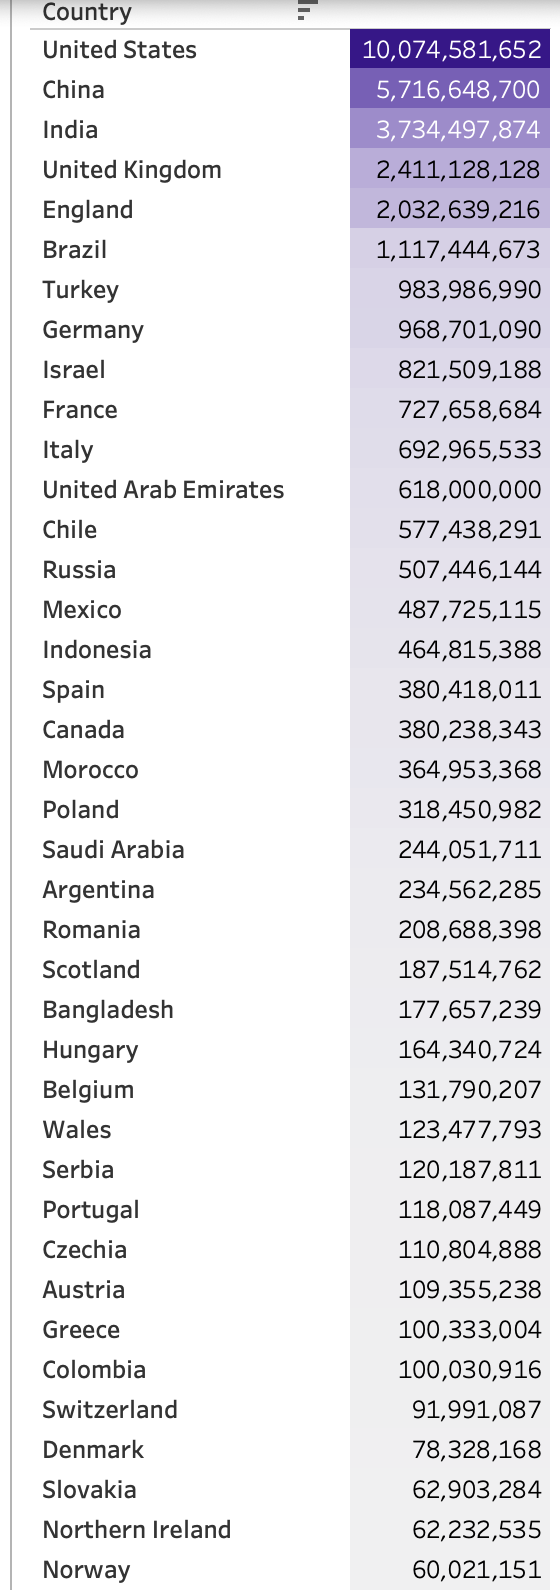 Country
United States 10,074,581,652
China 5,716,648,700
India 3,734,497,874
United Kingdom 2,411,128,128
England 2,032,639,216
Brazil 1,117,444,673
Turkey 983,986,990
Germany 968,701,090
Israel 821,509,188
France 727,658,684
Italy 692,965,533
United Arab Emirates 618,000,000
Chile 577,438,291
Russia 507,446,144
Mexico 487,725,115
Indonesia 464,815,388
Spain 380,418,011
Canada 380,238,343
Morocco 364,953,368
Poland 318,450,982
Saudi Arabia 244,051,711
Argentina 234,562,285
Romania 208,688,398
Scotland 187,514,762
Bangladesh 177,657,239
Hungary 164,340,724
Belgium 131,790,207
Wales 123,477,793
Serbia 120,187,811
Portugal 118,087,449
Czechia 110,804,888
Austria 109,355,238
Greece 100,333,004
Colombia 100,030,916
Switzerland 91,991,087
Denmark 78,328,168
Slovakia 62,903,284
Northern Ireland 62,232,535
Norway 60,021,151